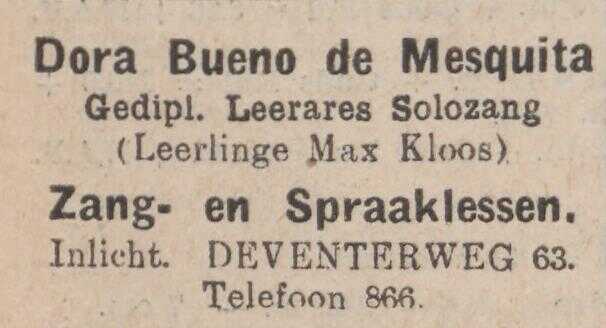 Dora Bueno de Mesquita
Gedipl. Leerares Solozang
(Leerlinge Max Kloos)
Zang- en Spraaklessen.
Inlicht. DEVENTERWEG 63.
Telefoon 866.